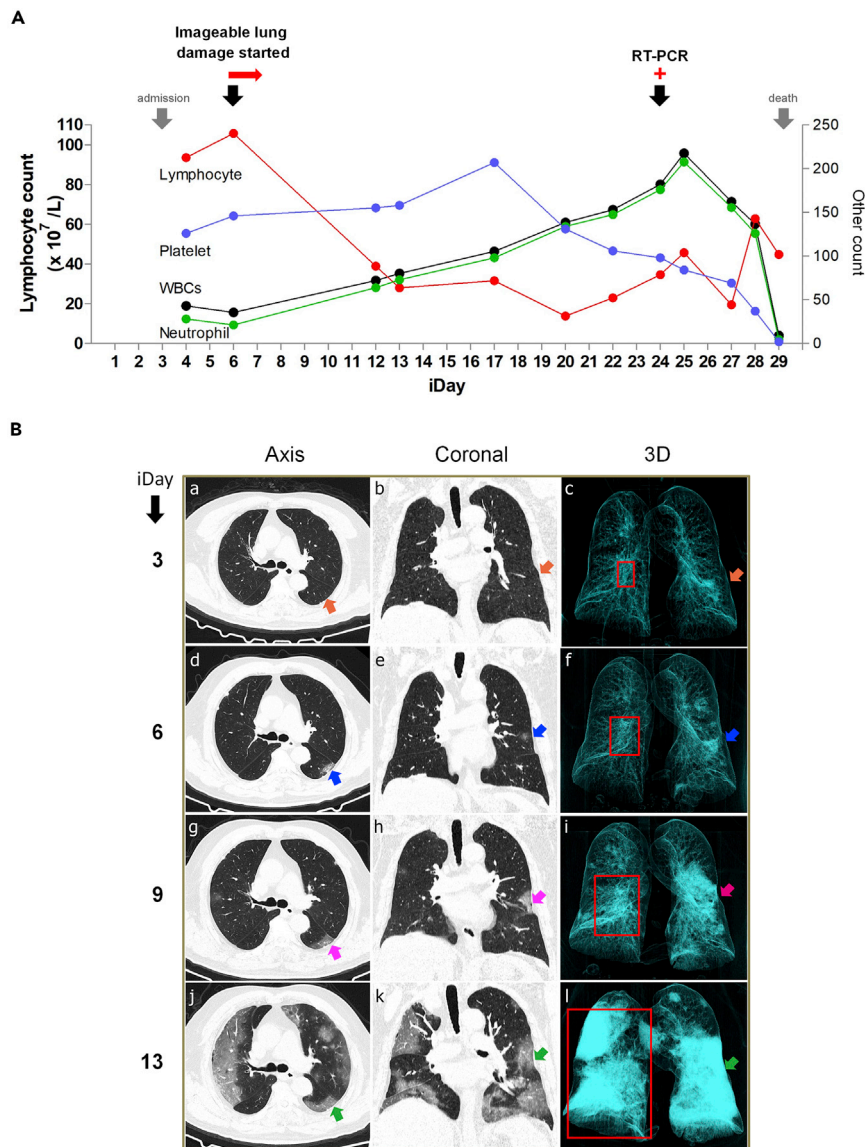 A
Imageable lung
damage started
RT-PCR
+
admission
death
110
100
80
60
40
20
0
Lymphocyte count
(x 10⁷ /L)
250
200
150
100
50
0
Other count
Lymphocyte
Platelet
WBCs
Neutrophil
1 2 3 4 5 6 7 8 9 10 11 12 13 14 15 16 17 18 19 20 21 22 23 24 25 26 27 28 29
iDay
B
Axis Coronal 3D
iDay
3
a b c
6
d e f
9
g h i
13
j k l